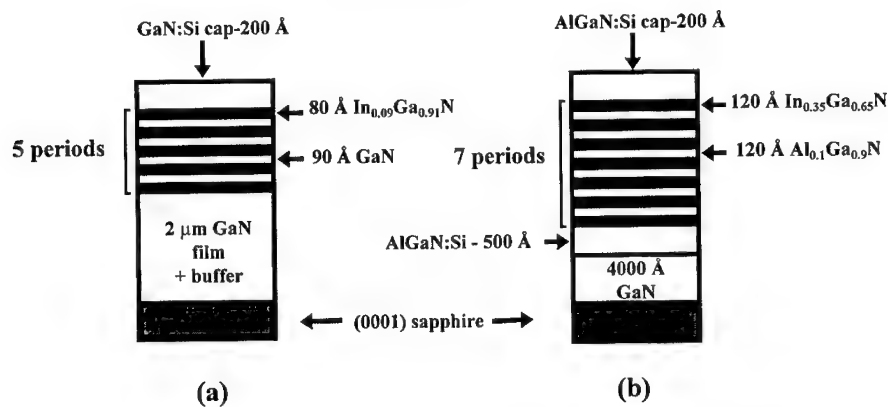 GaN:Si cap-200 Å
80 Å In0.09Ga0.91N
5 periods
90 Å GaN
2 μm GaN
film
+ buffer
(a)
AlGaN:Si cap-200 Å
120 Å In0.35Ga0.65N
7 periods
120 Å Al0.1Ga0.9N
AlGaN:Si - 500 Å
4000 Å
GaN
(0001) sapphire
(b)